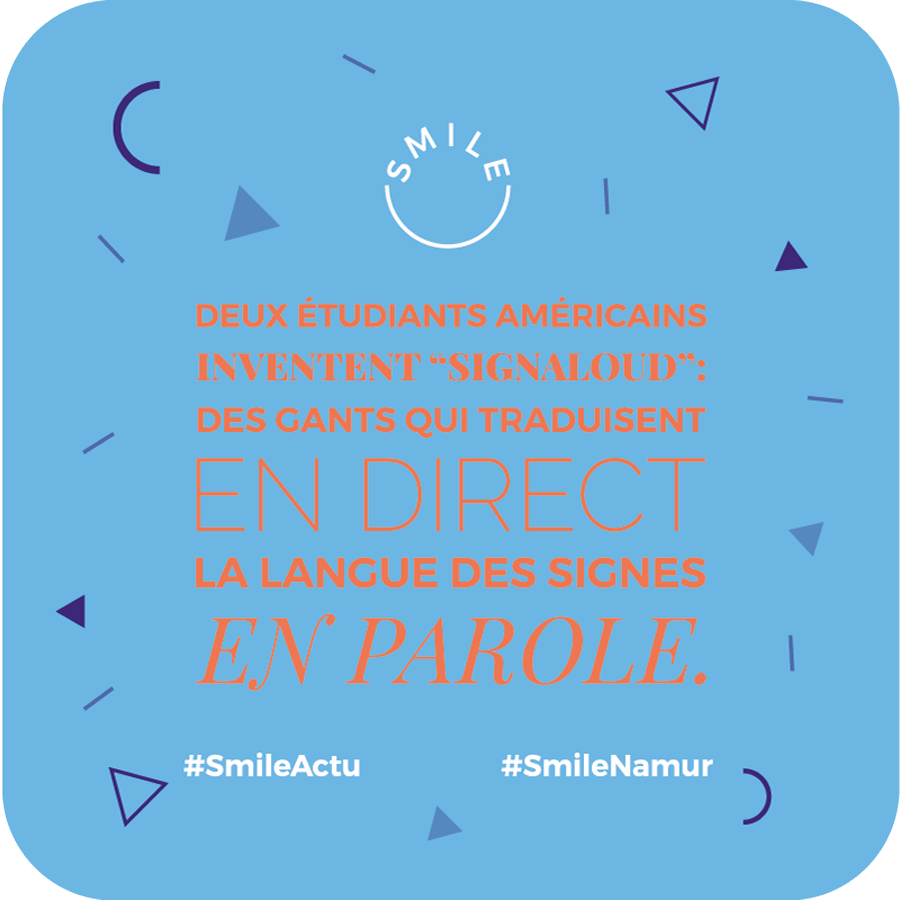 SMILE
DEUX ÉTUDIANTS AMÉRICAINS
INVENTENT “SIGNALOUD”:
DES GANTS QUI TRADUISENT
EN DIRECT
LA LANGUE DES SIGNES
EN PAROLE.
#SmileActu #SmileNamur